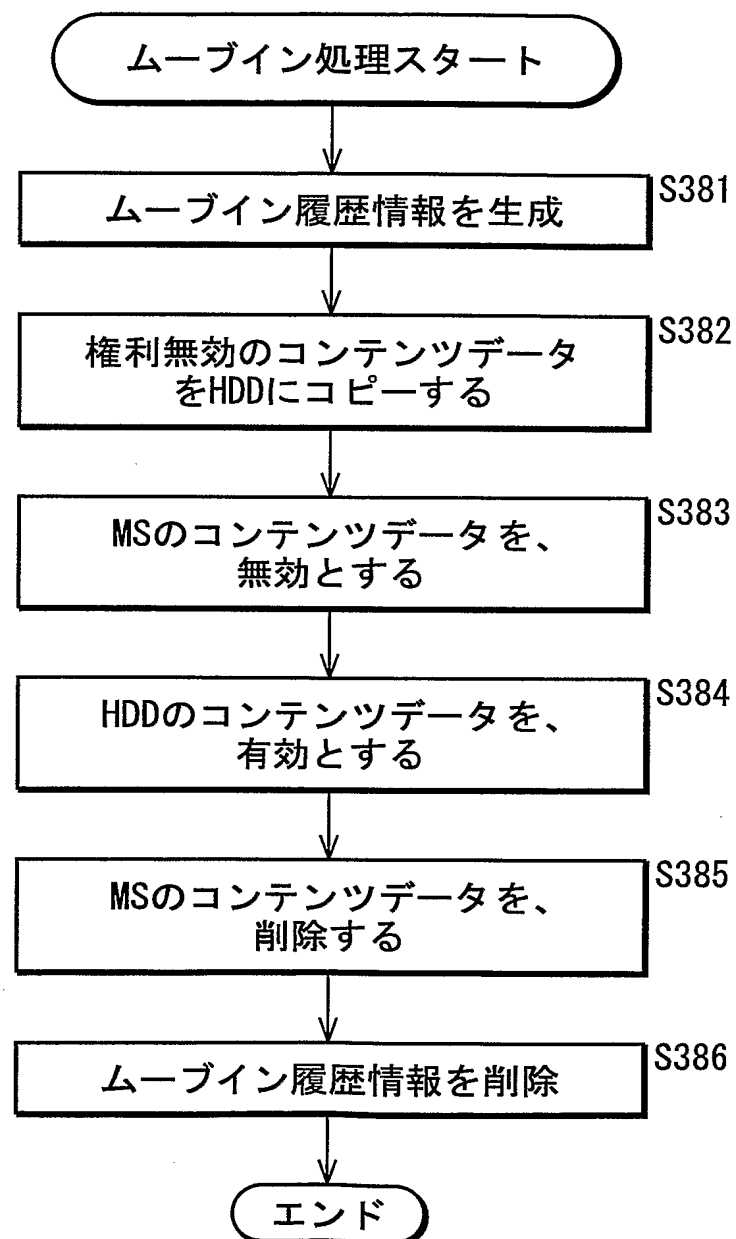 ムーブイン処理スタート
S381
ムーブイン履歴情報を生成
S382
権利無効のコンテンツデータ
をHDDにコピーする
S383
MSのコンテンツデータを、
無効とする
S384
HDDのコンテンツデータを、
有効とする
S385
MSのコンテンツデータを、
削除する
S386
ムーブイン履歴情報を削除
エンド